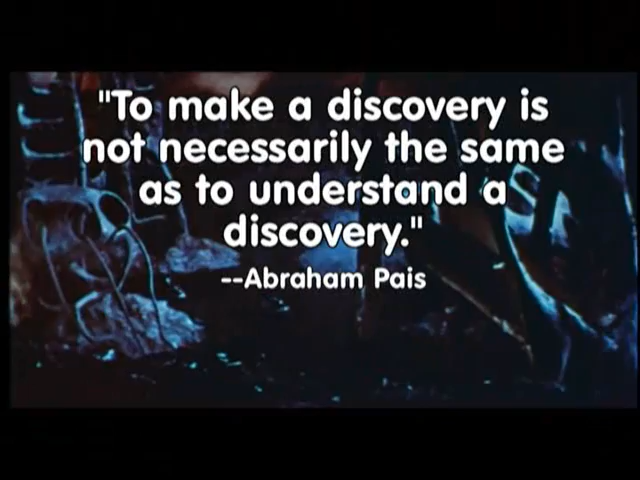 "To make a discovery is
not necessarily the same
as to understand a
discovery."
--Abraham Pais